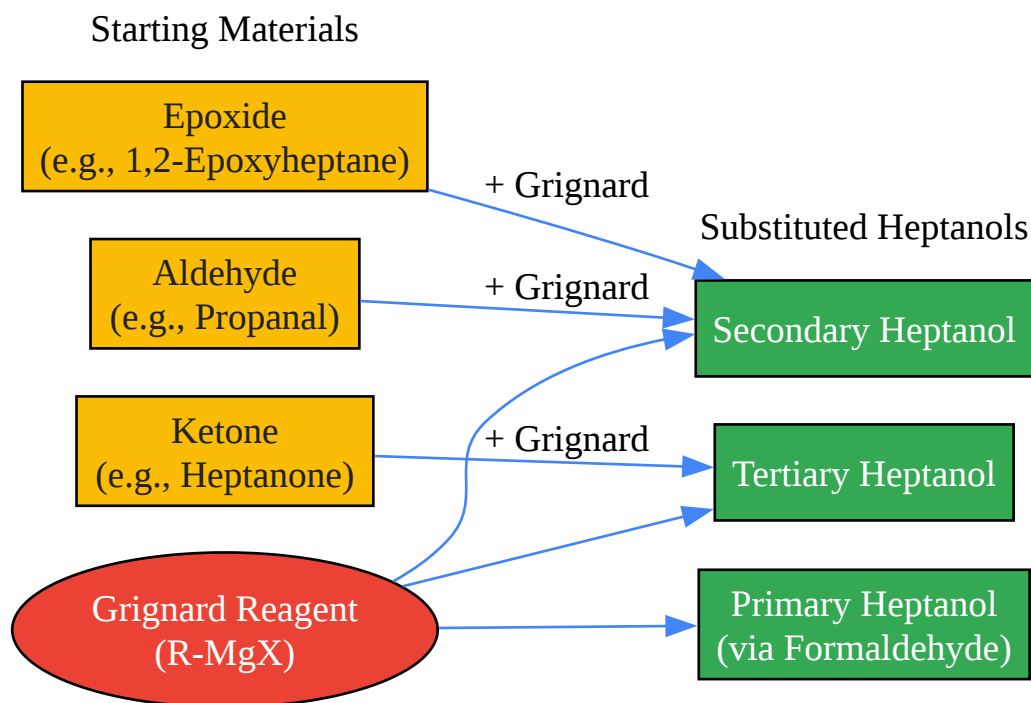 Starting Materials
Epoxide
(e.g., 1,2-Epoxyheptane)
+ Grignard
Substituted Heptanols
Aldehyde
(e.g., Propanal)
+ Grignard
Secondary Heptanol
Ketone
(e.g., Heptanone)
+ Grignard
Tertiary Heptanol
Grignard Reagent
(R-MgX)
Primary Heptanol
(via Formaldehyde)